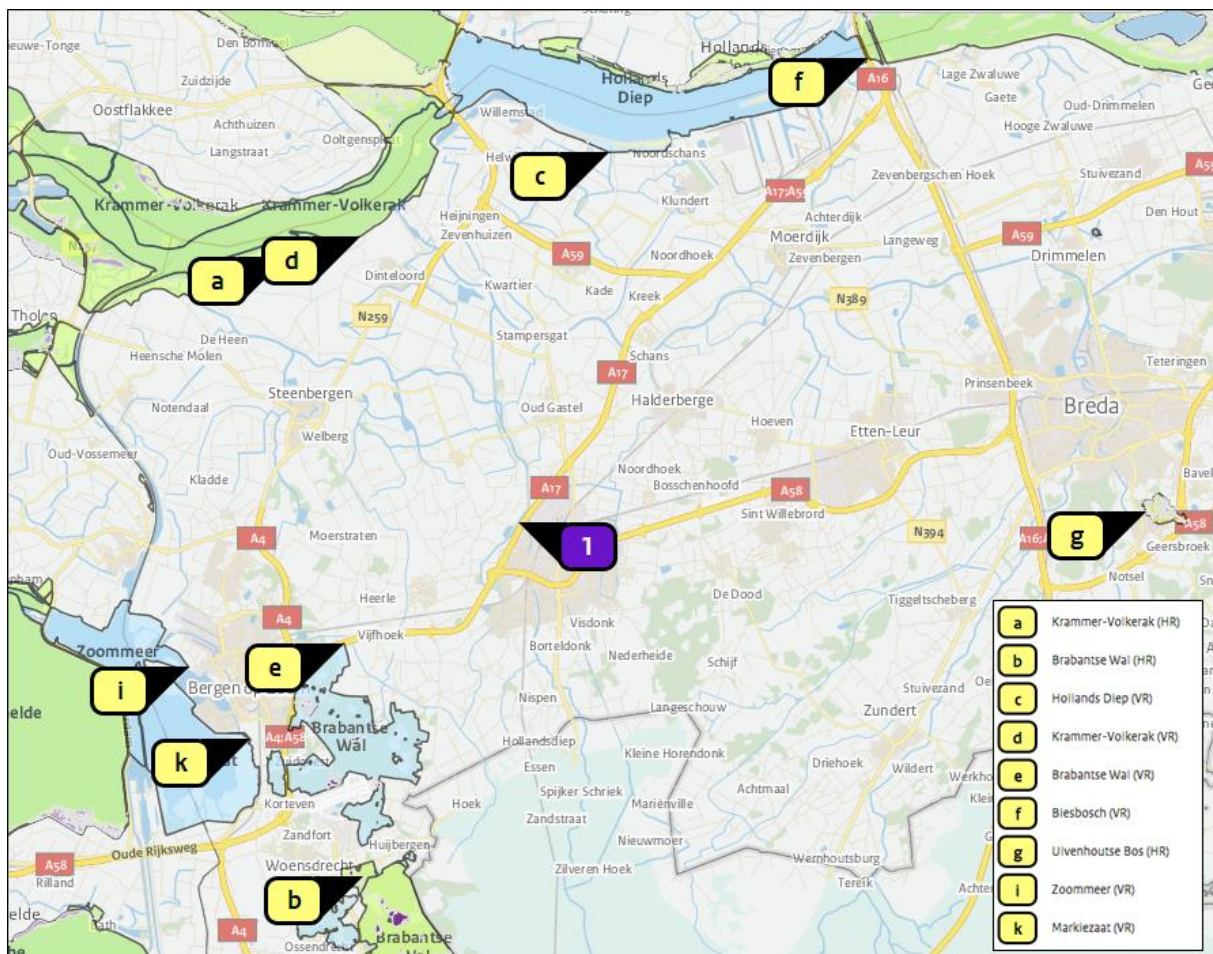 Den Bommel
Hollands
Zuidzijde
Hollands
Diep
f
A16
Lage Zwaluwe
Gaete
Oud-Drimmelen
Oostflakkee
Achthuizen
Langstraat
Willemstad
Hooge Zwaluwe
c
Noordschans
Klundert
Zevenbergschen Hoek
Stuivezand
Krammer-Volkerak
Krammer-Volkerak
Heijningen
Zevenhuizen
Achterdijk
Den Hout
a
d
Dinteloord
A59
Noordhoek
Moerdijk
Zevenbergen
Langeweg
A59
Drimmelen
Kwartier
Kade
Kreek
N389
Tholen
N259
De Heen
Heensche Molen
Stampersgat
Schans
Teteringen
A17
Steenbergen
Prinsenbeek
Notendaal
Oud Gastel
Halderberge
Breda
Welberg
Hoeven
Etten-Leur
Oud-Vossemeer
Kladde
Noordhoek
Bosschenhoofd
A17
A58
Sint Willebrord
A4
Moerstraten
1
N394
g
A58
Geersbroek
Heerle
De Dood
Notsel
Tiggeltscheberg
A4
Vijfhoek
Visdonk
Zoommeer
Borteldonk
Nederheide
Schijf
i
e
Nispen
Stuivezand
Langeschouw
Zundert
Brabantse
Wal
Hollandsdiep
k
Essen
Kleine Horendonk
Driehoek
Wildert
Spijker Schriek
Achtmaal
Korteven
Hoek
Mariënville
Zandstraat
Zandfort
Nieuwmoer
Huijbergen
Oude Rijksweg
Woensdrecht
Wernhoutsburg
A58
Rilland
Zilveren Hoek
Tereik
b
Bath
A4
Ossendrecht
Brabantse
a Krammer-Volkerak (HR)
b Brabantse Wal (HR)
c Hollands Diep (VR)
d Krammer-Volkerak (VR)
e Brabantse Wal (VR)
f Biesbosch (VR)
g Ulvenhoutse Bos (HR)
i Zoommeer (VR)
k Markiezaat (VR)